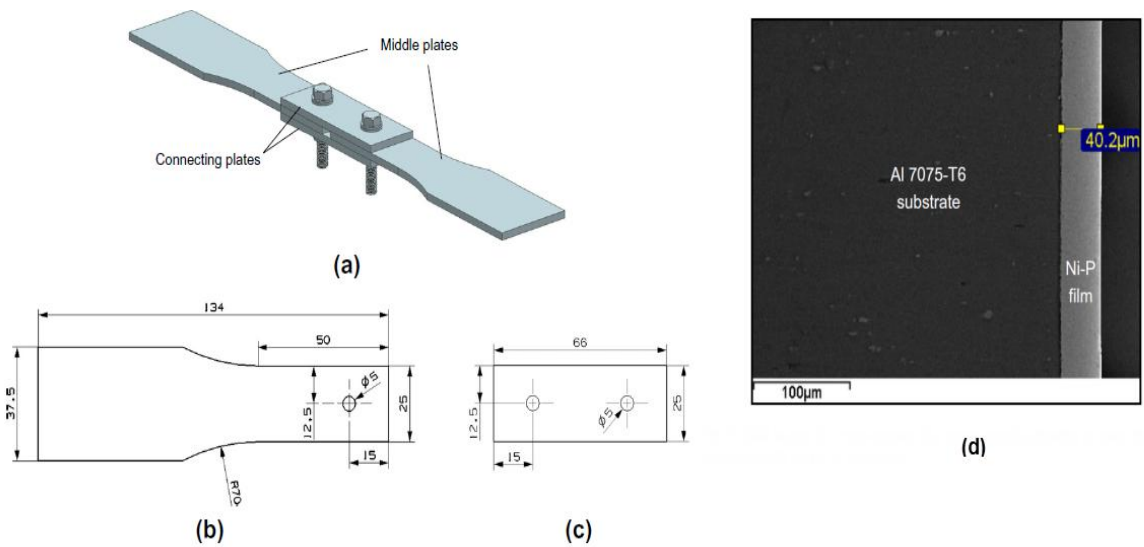 Middle plates
Connecting plates
(a)
134
50
37.5
Ø5
12.5
25
15
R70
(b)
66
12.5
Ø5
25
15
(c)
40.2µm
Al 7075-T6
substrate
Ni-P
film
100µm
(d)